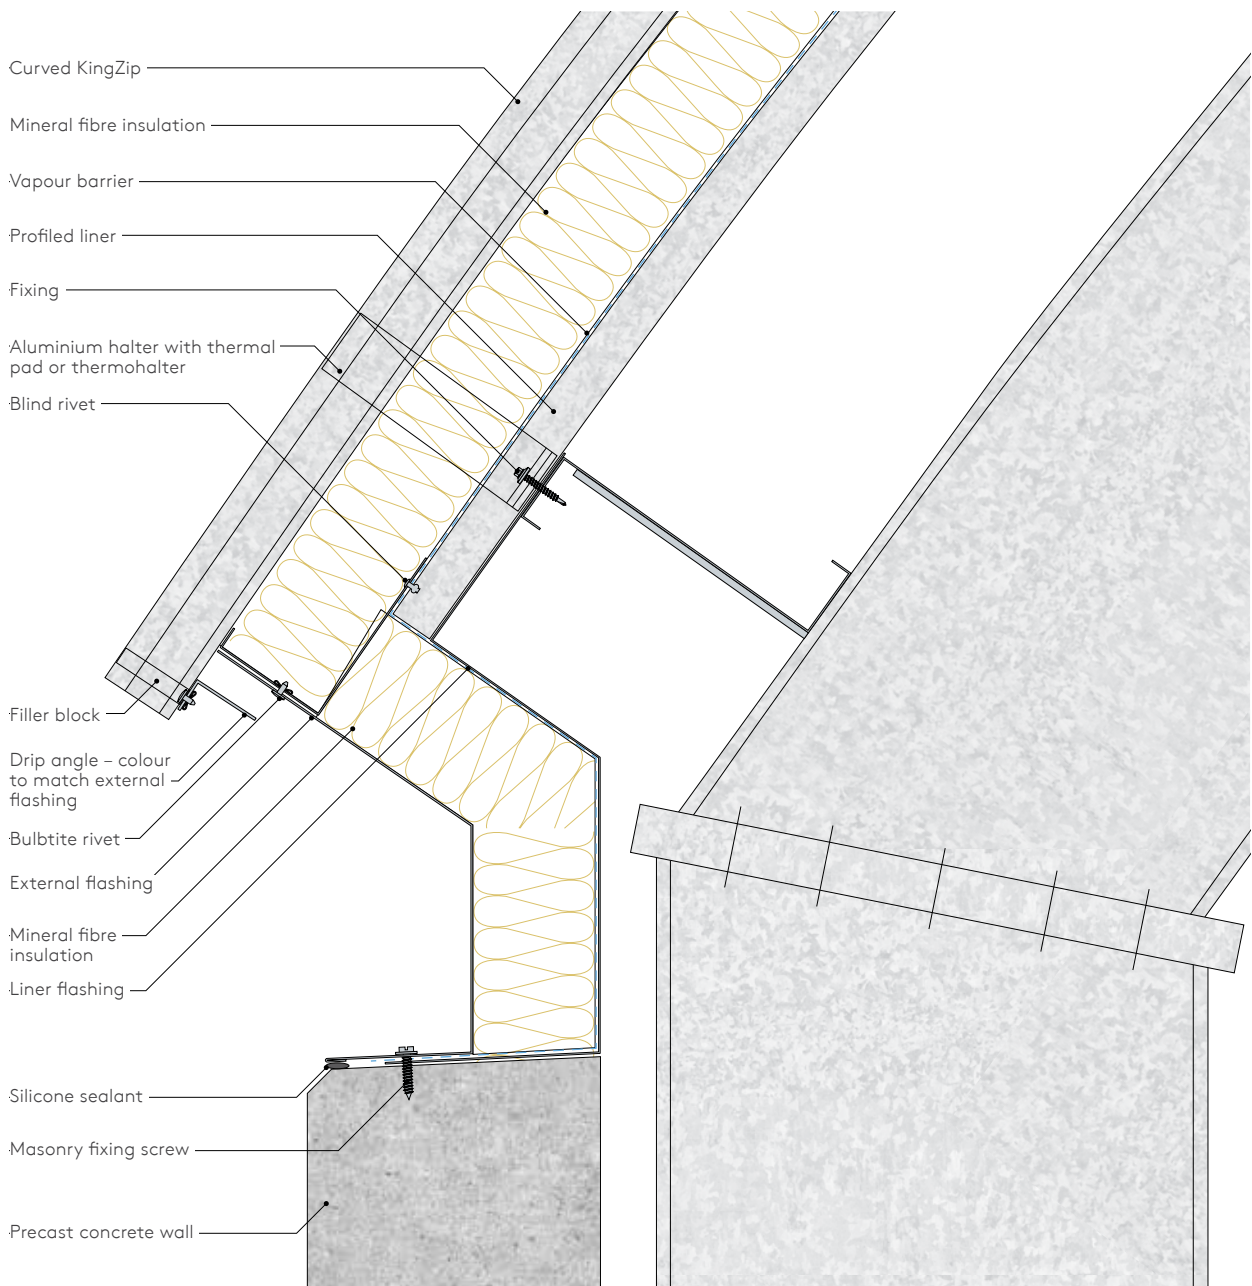 Curved KingZip
Mineral fibre insulation
Vapour barrier
Profiled liner
Fixing
Aluminium halter with thermal
pad or thermohalter
Blind rivet
Filler block
Drip angle – colour
to match external
flashing
Bulbtite rivet
External flashing
Mineral fibre
insulation
Liner flashing
Silicone sealant
Masonry fixing screw
Precast concrete wall